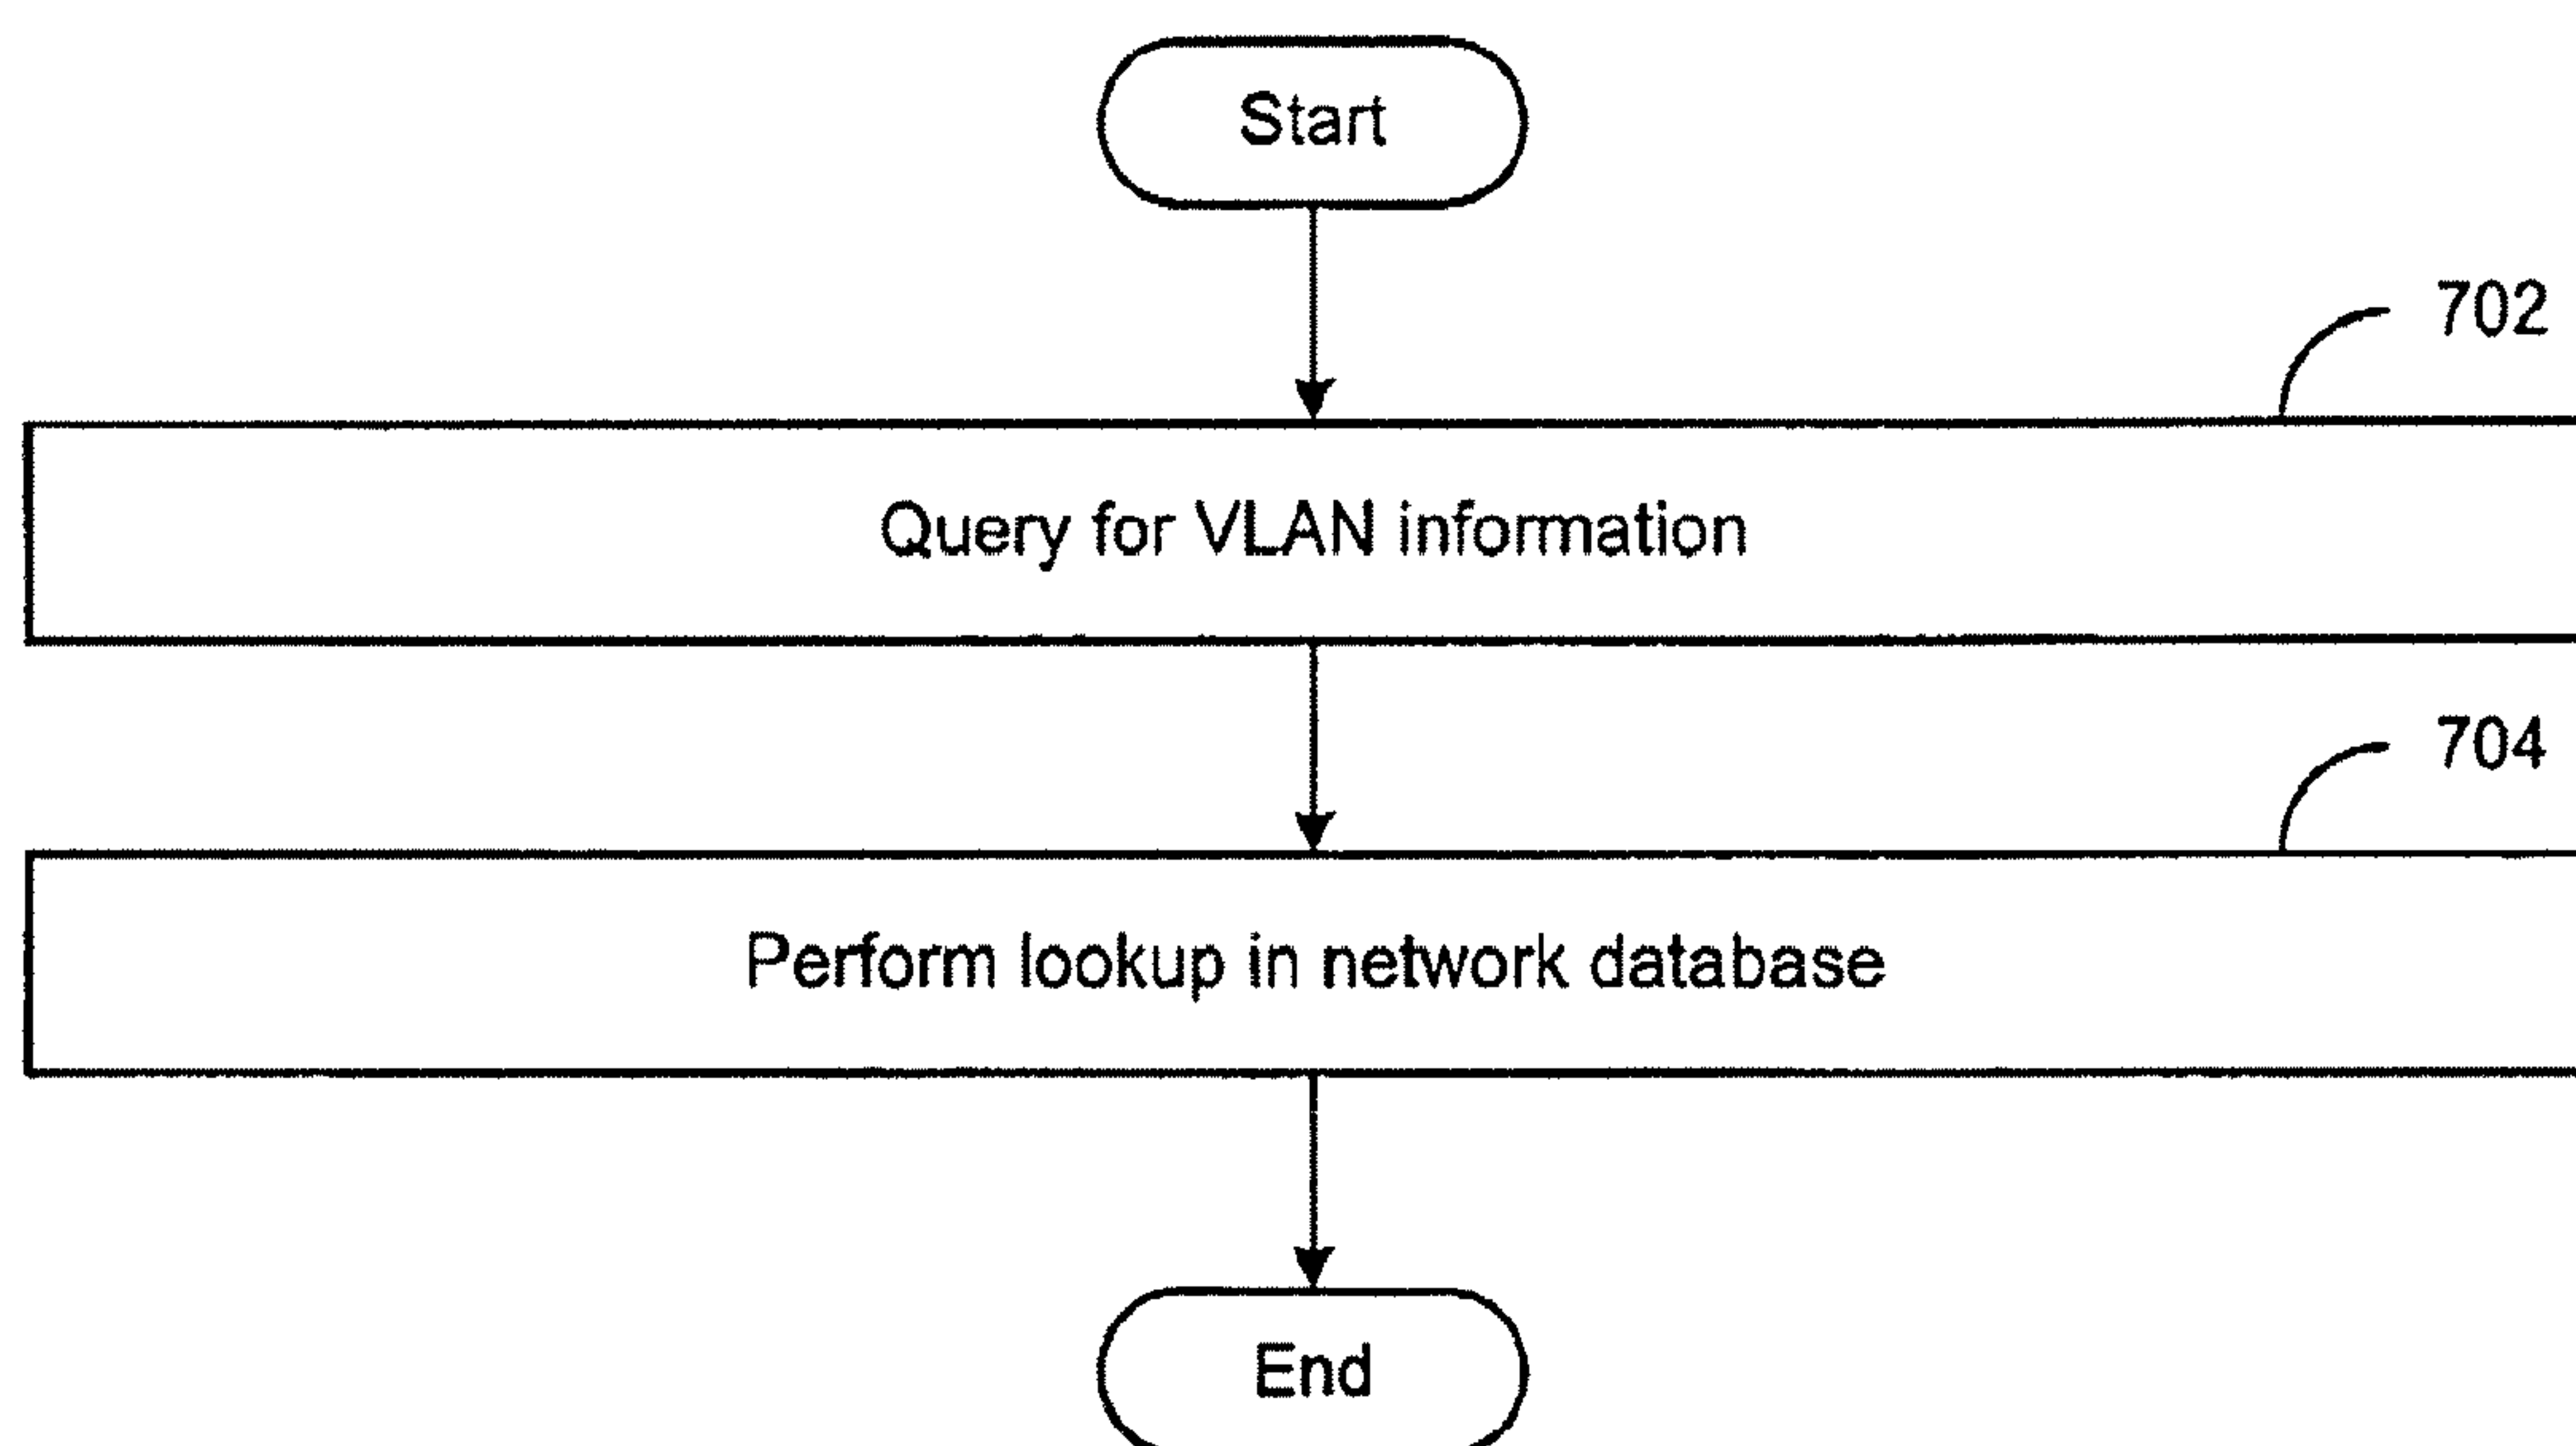 Start
702
Query for VLAN information
704
Perform lookup in network database
End